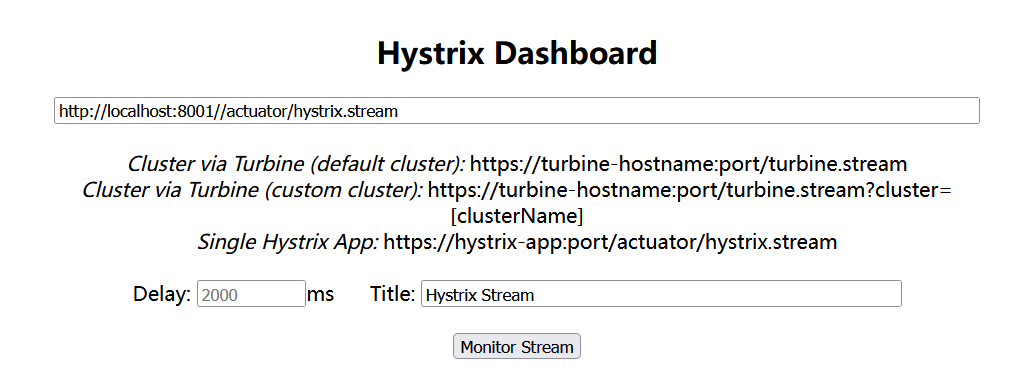 Hystrix Dashboard
http://localhost:8001//actuator/hystrix.stream
Cluster via Turbine (default cluster): https://turbine-hostname:port/turbine.stream
Cluster via Turbine (custom cluster): https://turbine-hostname:port/turbine.stream?cluster=
[clusterName]
Single Hystrix App: https://hystrix-app:port/actuator/hystrix.stream
Delay: 2000 ms Title: Hystrix Stream
Monitor Stream